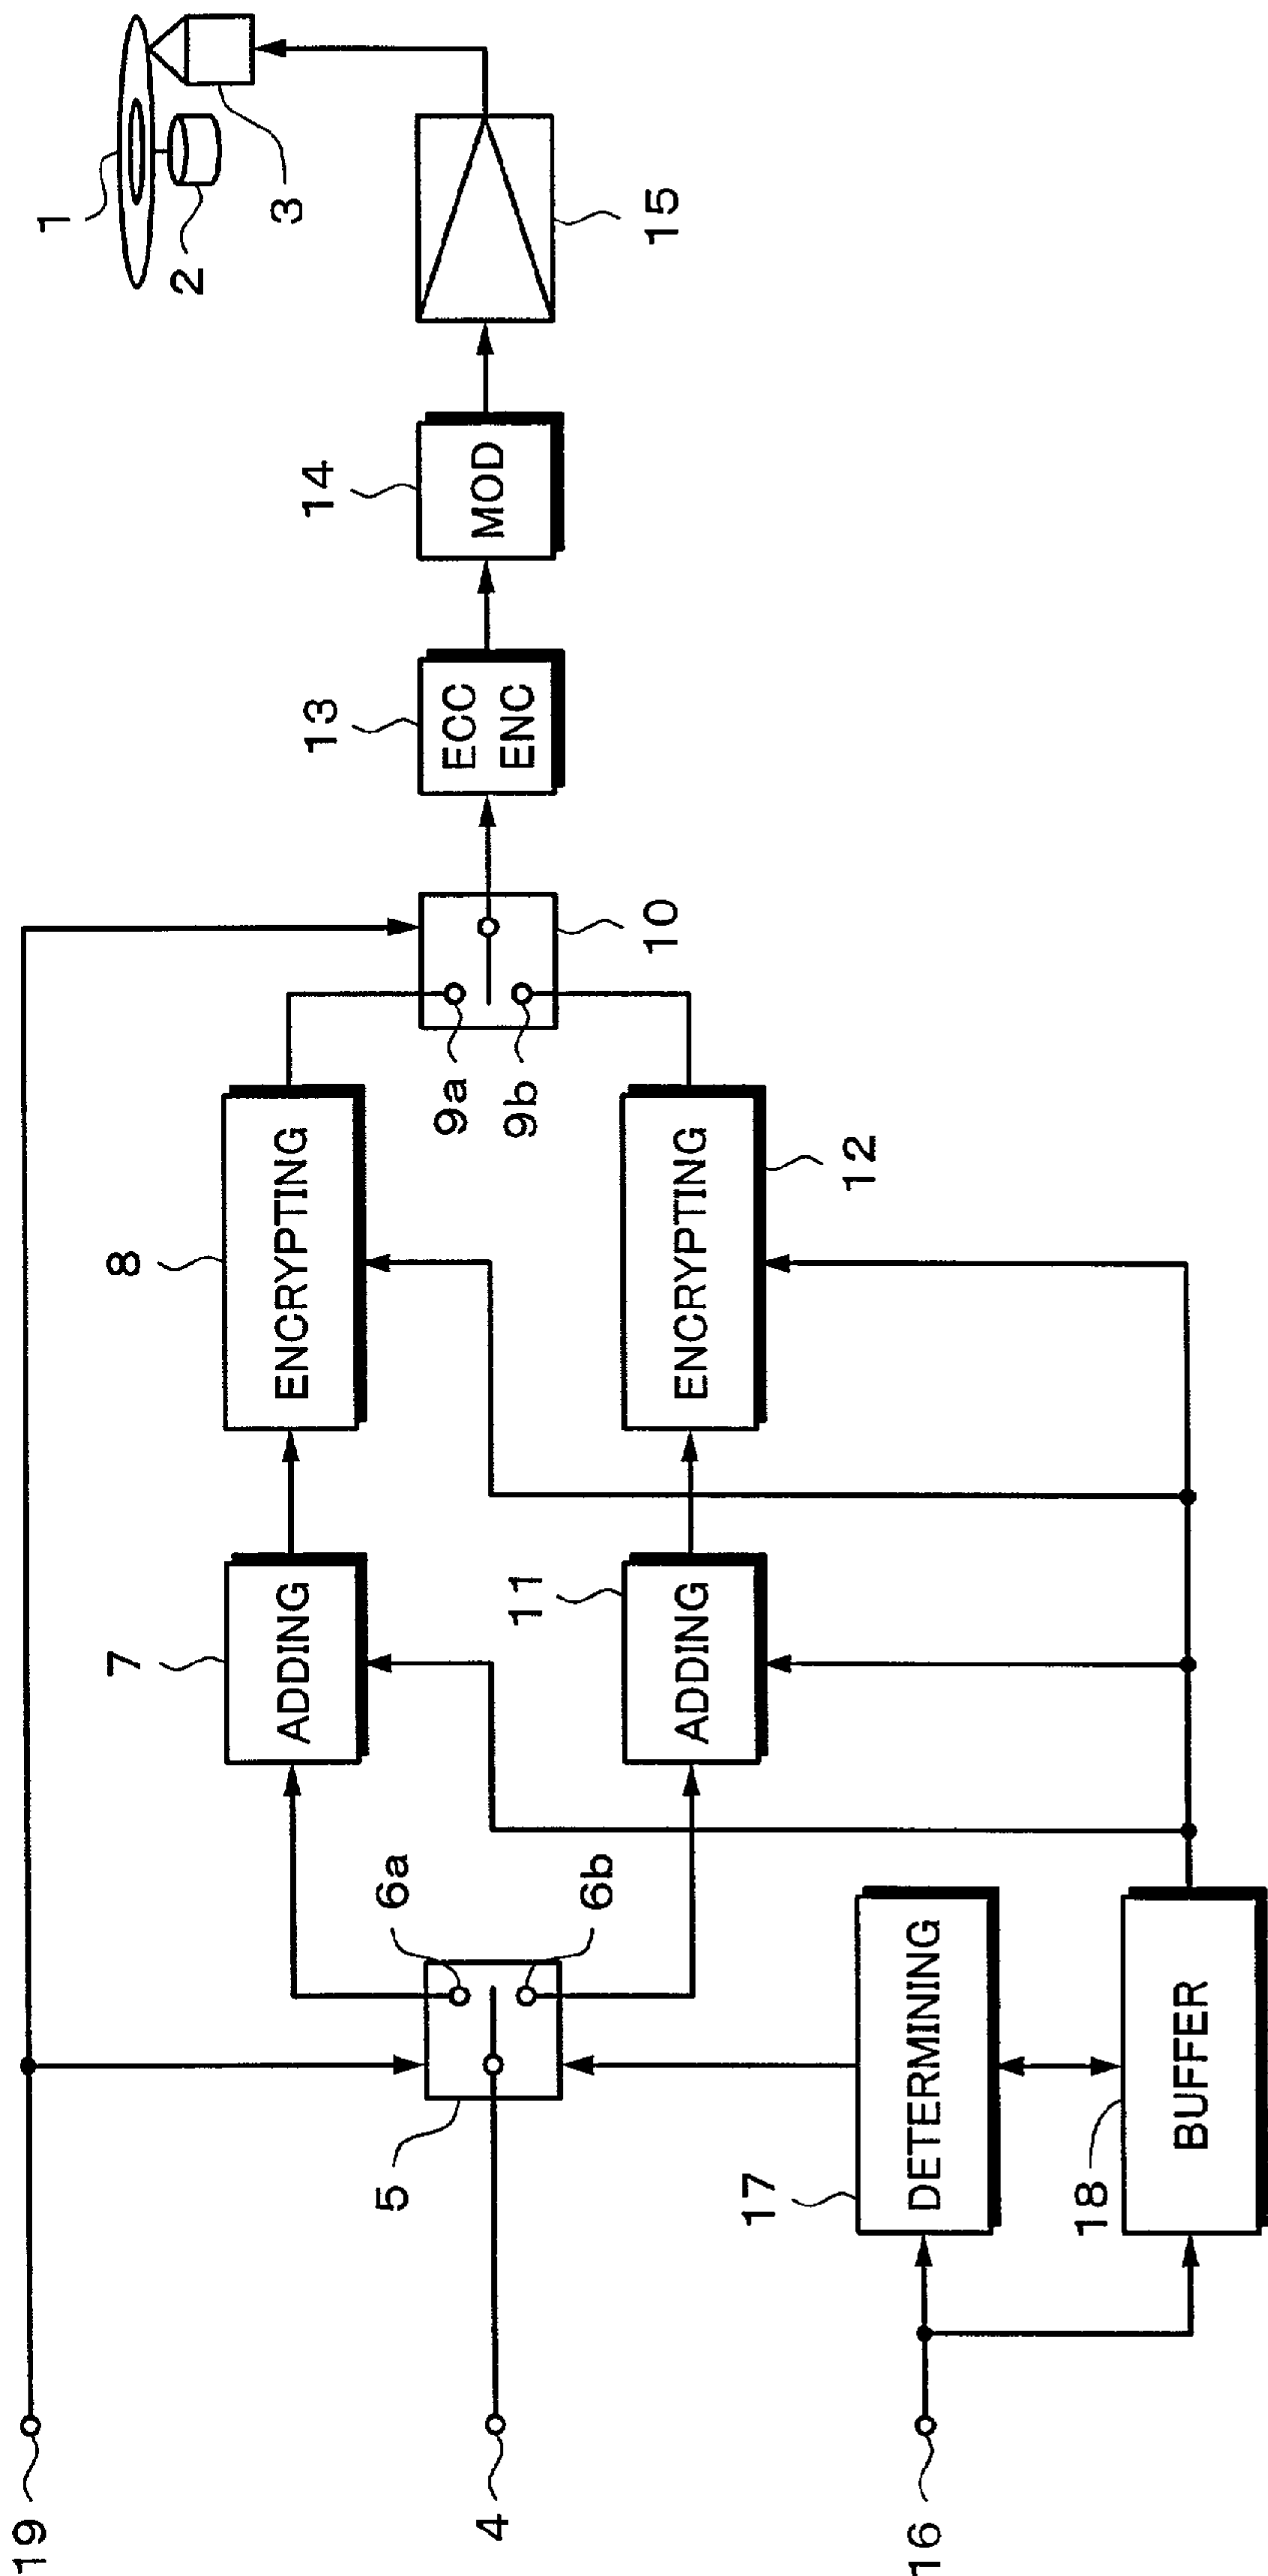 19
4
16
5
6a
6b
17
DETERMINING
18
BUFFER
7
ADDING
11
ADDING
8
ENCRYPTING
12
ENCRYPTING
9a
9b
10
13
ECC
ENC
14
MOD
15
1
2
3